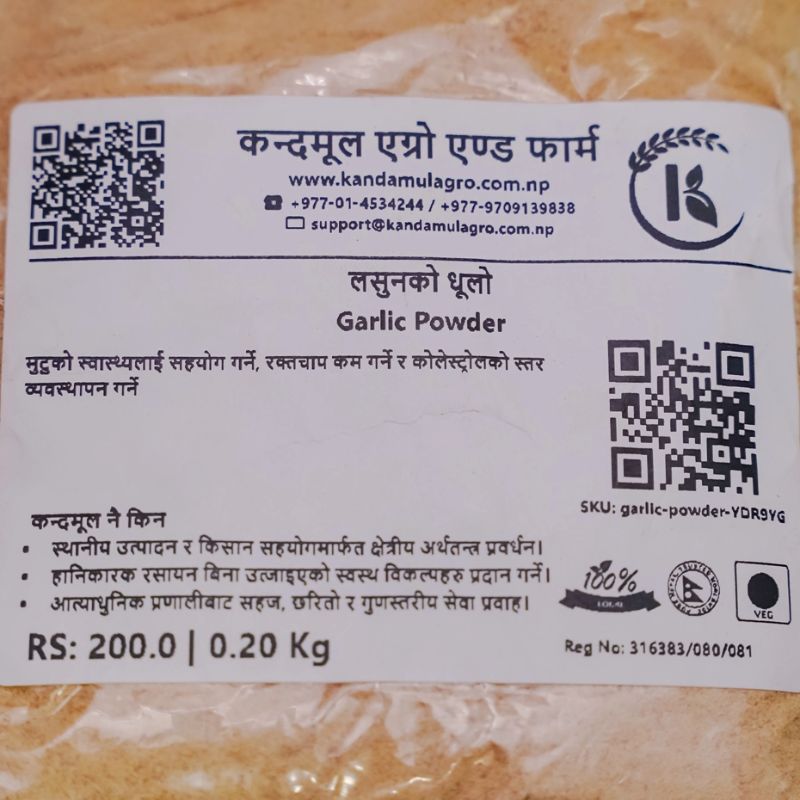 कन्दमूल एग्रो एण्ड फार्म
www.kandamulagro.com.np
+977-01-4534244 / +977-9709139838
support@kandamulagro.com.np
लसुनको धूलो
Garlic Powder
मुटुको स्वास्थ्यलाई सहयोग गर्ने, रक्तचाप कम गर्ने र कोलेस्ट्रोलको स्तर
व्यवस्थापन गर्ने
SKU: garlic-powder-YDR9YG
कन्दमूल नै किन
• स्थानीय उत्पादन र किसान सहयोगमार्फत क्षेत्रीय अर्थतन्त्र प्रवर्धन।
• हानिकारक रसायन बिना उत्जाइएको स्वस्थ विकल्पहरु प्रदान गर्ने।
• आत्याधुनिक प्रणालीबाट सहज, छरितो र गुणस्तरीय सेवा प्रवाह।
100%
LOCAL
VEG
RS: 200.0 | 0.20 Kg
Reg No: 316383/080/081